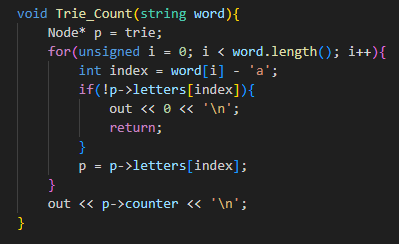 void Trie_Count(string word){
    Node* p = trie;
    for(unsigned i = 0; i < word.length(); i++){
        int index = word[i] - 'a';
        if(!p->letters[index]){
            out << 0 << '\n';
            return;
        }
        p = p->letters[index];
    }
    out << p->counter << '\n';
}